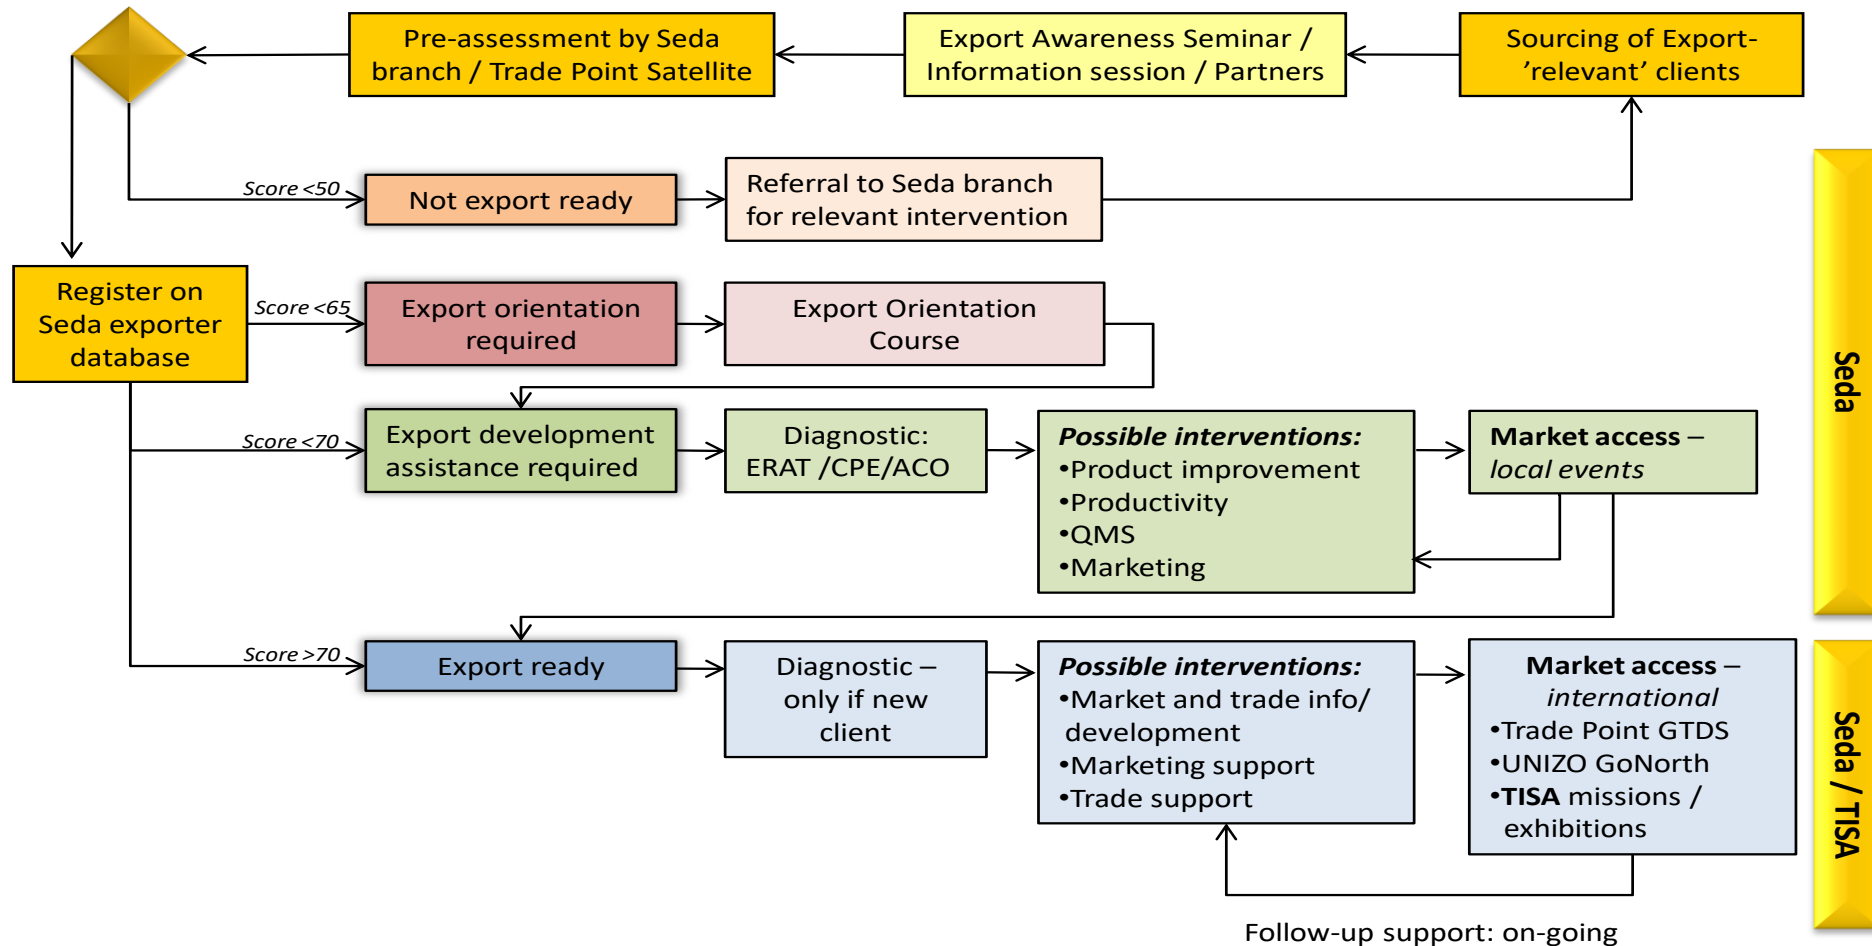 Pre-assessment by Seda
branch / Trade Point Satellite
Export Awareness Seminar /
Information session / Partners
Sourcing of Export-
’relevant’ clients
Score <50
Not export ready
Referral to Seda branch
for relevant intervention
Register on
Seda exporter
database
Score <65
Export orientation
required
Export Orientation
Course
Score <70
Export development
assistance required
Diagnostic:
ERAT /CPE/ACO
Possible interventions:
•Product improvement
•Productivity
•QMS
•Marketing
Market access –
local events
Seda
Score >70
Export ready
Diagnostic –
only if new
client
Possible interventions:
•Market and trade info/
development
•Marketing support
•Trade support
Market access –
international
•Trade Point GTDS
•UNIZO GoNorth
•TISA missions /
exhibitions
Seda / TISA
Follow-up support: on-going